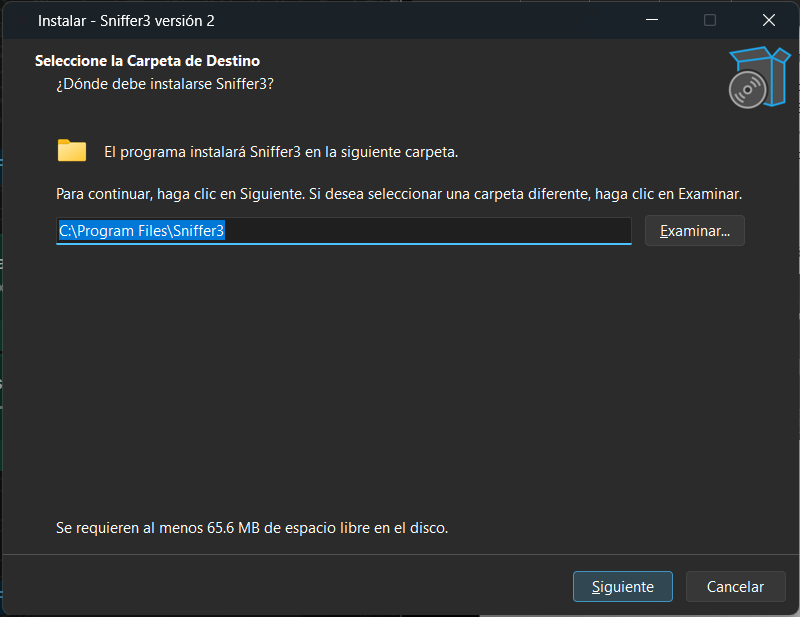 Instalar - Sniffer3 versión 2
Seleccione la Carpeta de Destino
¿Dónde debe instalarse Sniffer3?
El programa instalará Sniffer3 en la siguiente carpeta.
Para continuar, haga clic en Siguiente. Si desea seleccionar una carpeta diferente, haga clic en Examinar.
C:\Program Files\Sniffer3
Examinar...
Se requieren al menos 65.6 MB de espacio libre en el disco.
Siguiente
Cancelar